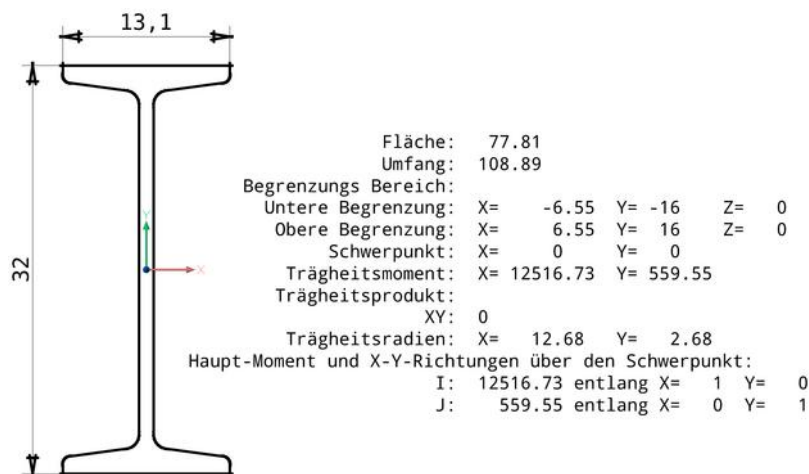 13,1
32
Y
X
Fläche: 77.81
Umfang: 108.89
Begrenzungs Bereich:
Untere Begrenzung: X= -6.55 Y= -16 Z= 0
Obere Begrenzung: X= 6.55 Y= 16 Z= 0
Schwerpunkt: X= 0 Y= 0
Trägheitsmoment: X= 12516.73 Y= 559.55
Trägheitsprodukt:
XY: 0
Trägheitsradien: X= 12.68 Y= 2.68
Haupt-Moment und X-Y-Richtungen über den Schwerpunkt:
I: 12516.73 entlang X= 1 Y= 0
J: 559.55 entlang X= 0 Y= 1